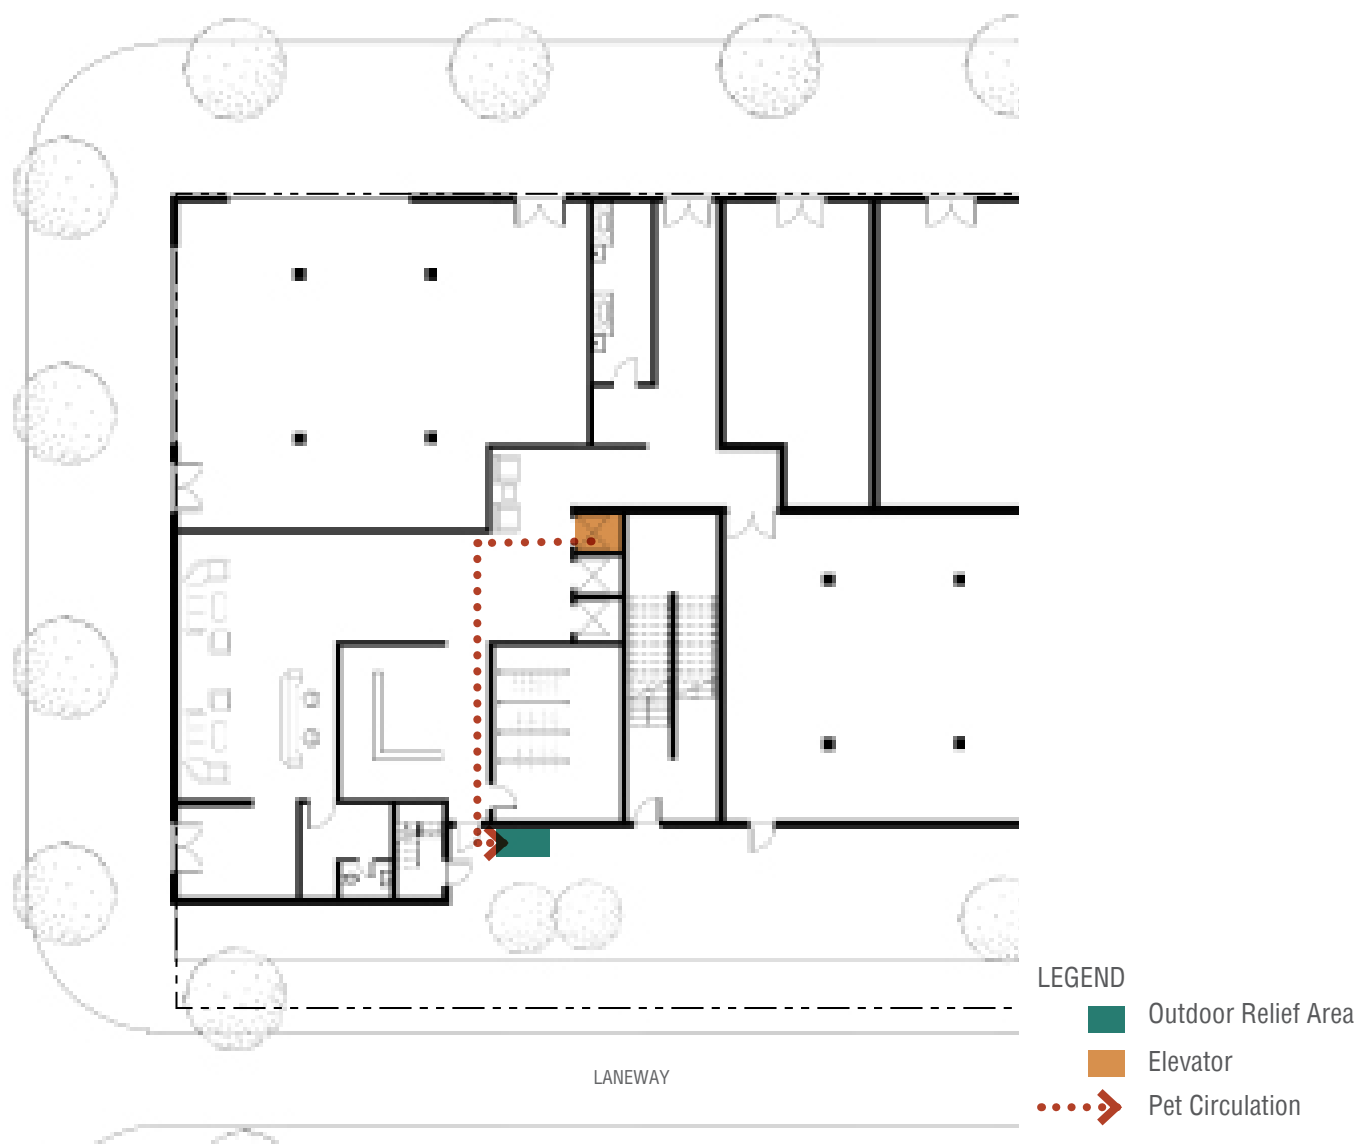 LEGEND
Outdoor Relief Area
Elevator
Pet Circulation
LANEWAY